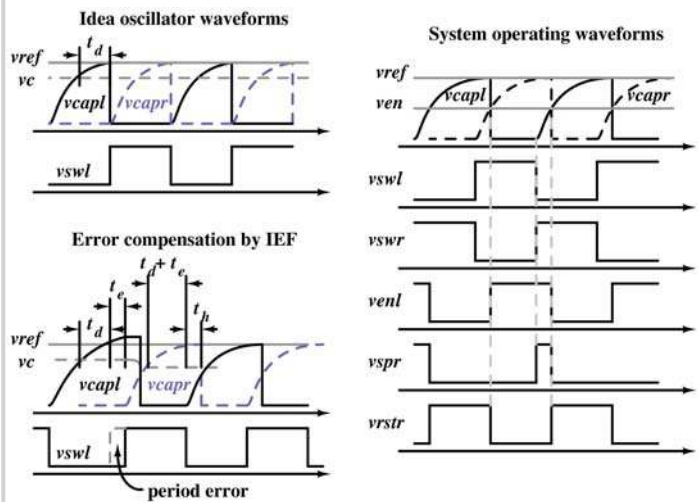 Idea oscillator waveforms
t_d
vref
vc
vcapl
vcapr
vswl
Error compensation by IEF
t_d + t_e
t_e
t_h
t_d
vref
vc
vcapl
vcapr
vswl
period error
System operating waveforms
vref
vcapl
vcapr
ven
vswl
vswr
venl
vspr
vrstr